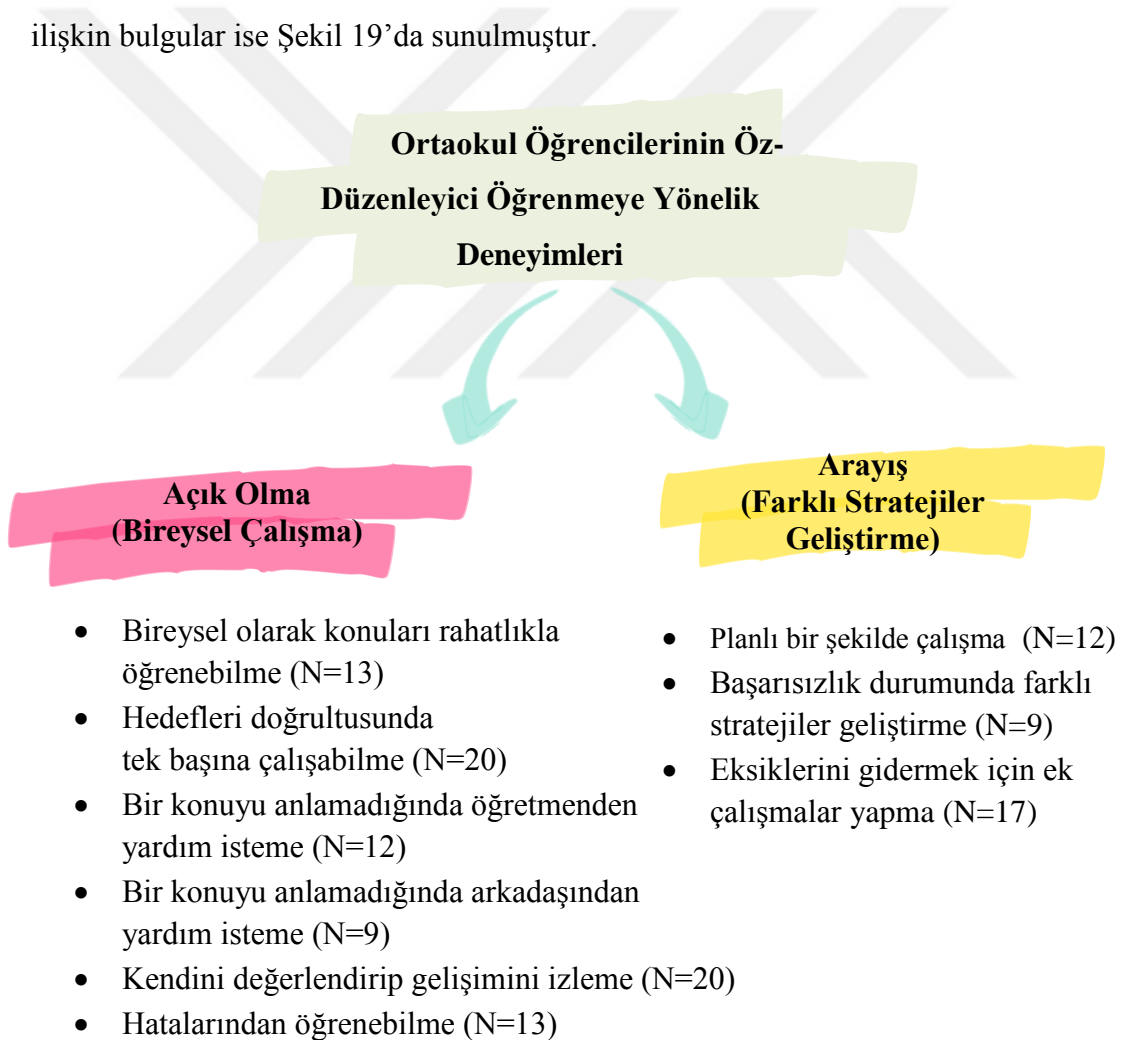 ilişkin bulgular ise Şekil 19’da sunulmuştur.
Ortaokul Öğrencilerinin Öz-
Düzenleyici Öğrenmeye Yönelik
Deneyimleri
Açık Olma
(Bireysel Çalışma)
• Bireysel olarak konuları rahatlıkla
öğrenebilme (N=13)
• Hedefleri doğrultusunda
tek başına çalışabilme (N=20)
• Bir konuyu anlamadığında öğretmenden
yardım isteme (N=12)
• Bir konuyu anlamadığında arkadaşından
yardım isteme (N=9)
• Kendini değerlendirip gelişimini izleme (N=20)
• Hatalarından öğrenebilme (N=13)
Arayış
(Farklı Stratejiler
Geliştirme)
• Planlı bir şekilde çalışma (N=12)
• Başarısızlık durumunda farklı
stratejiler geliştirme (N=9)
• Eksiklerini gidermek için ek
çalışmalar yapma (N=17)